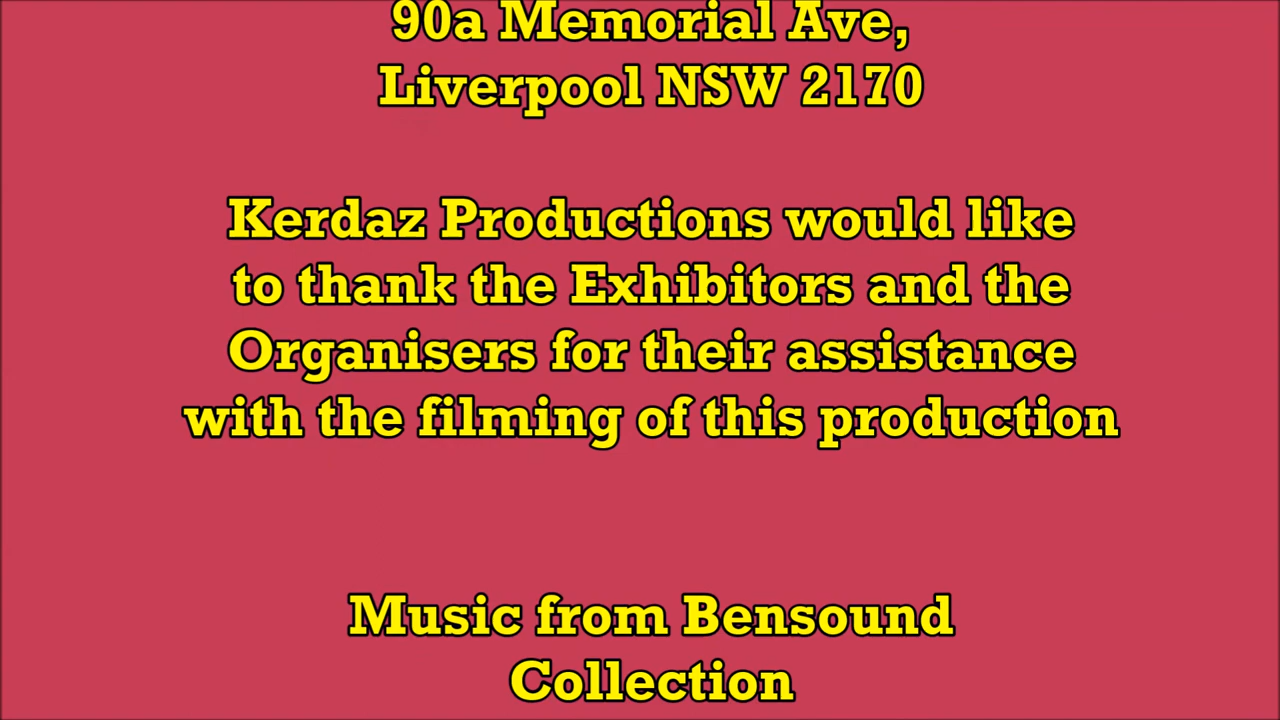 90a Memorial Ave,
Liverpool NSW 2170
Kerdaz Productions would like
to thank the Exhibitors and the
Organisers for their assistance
with the filming of this production
Music from Bensound
Collection